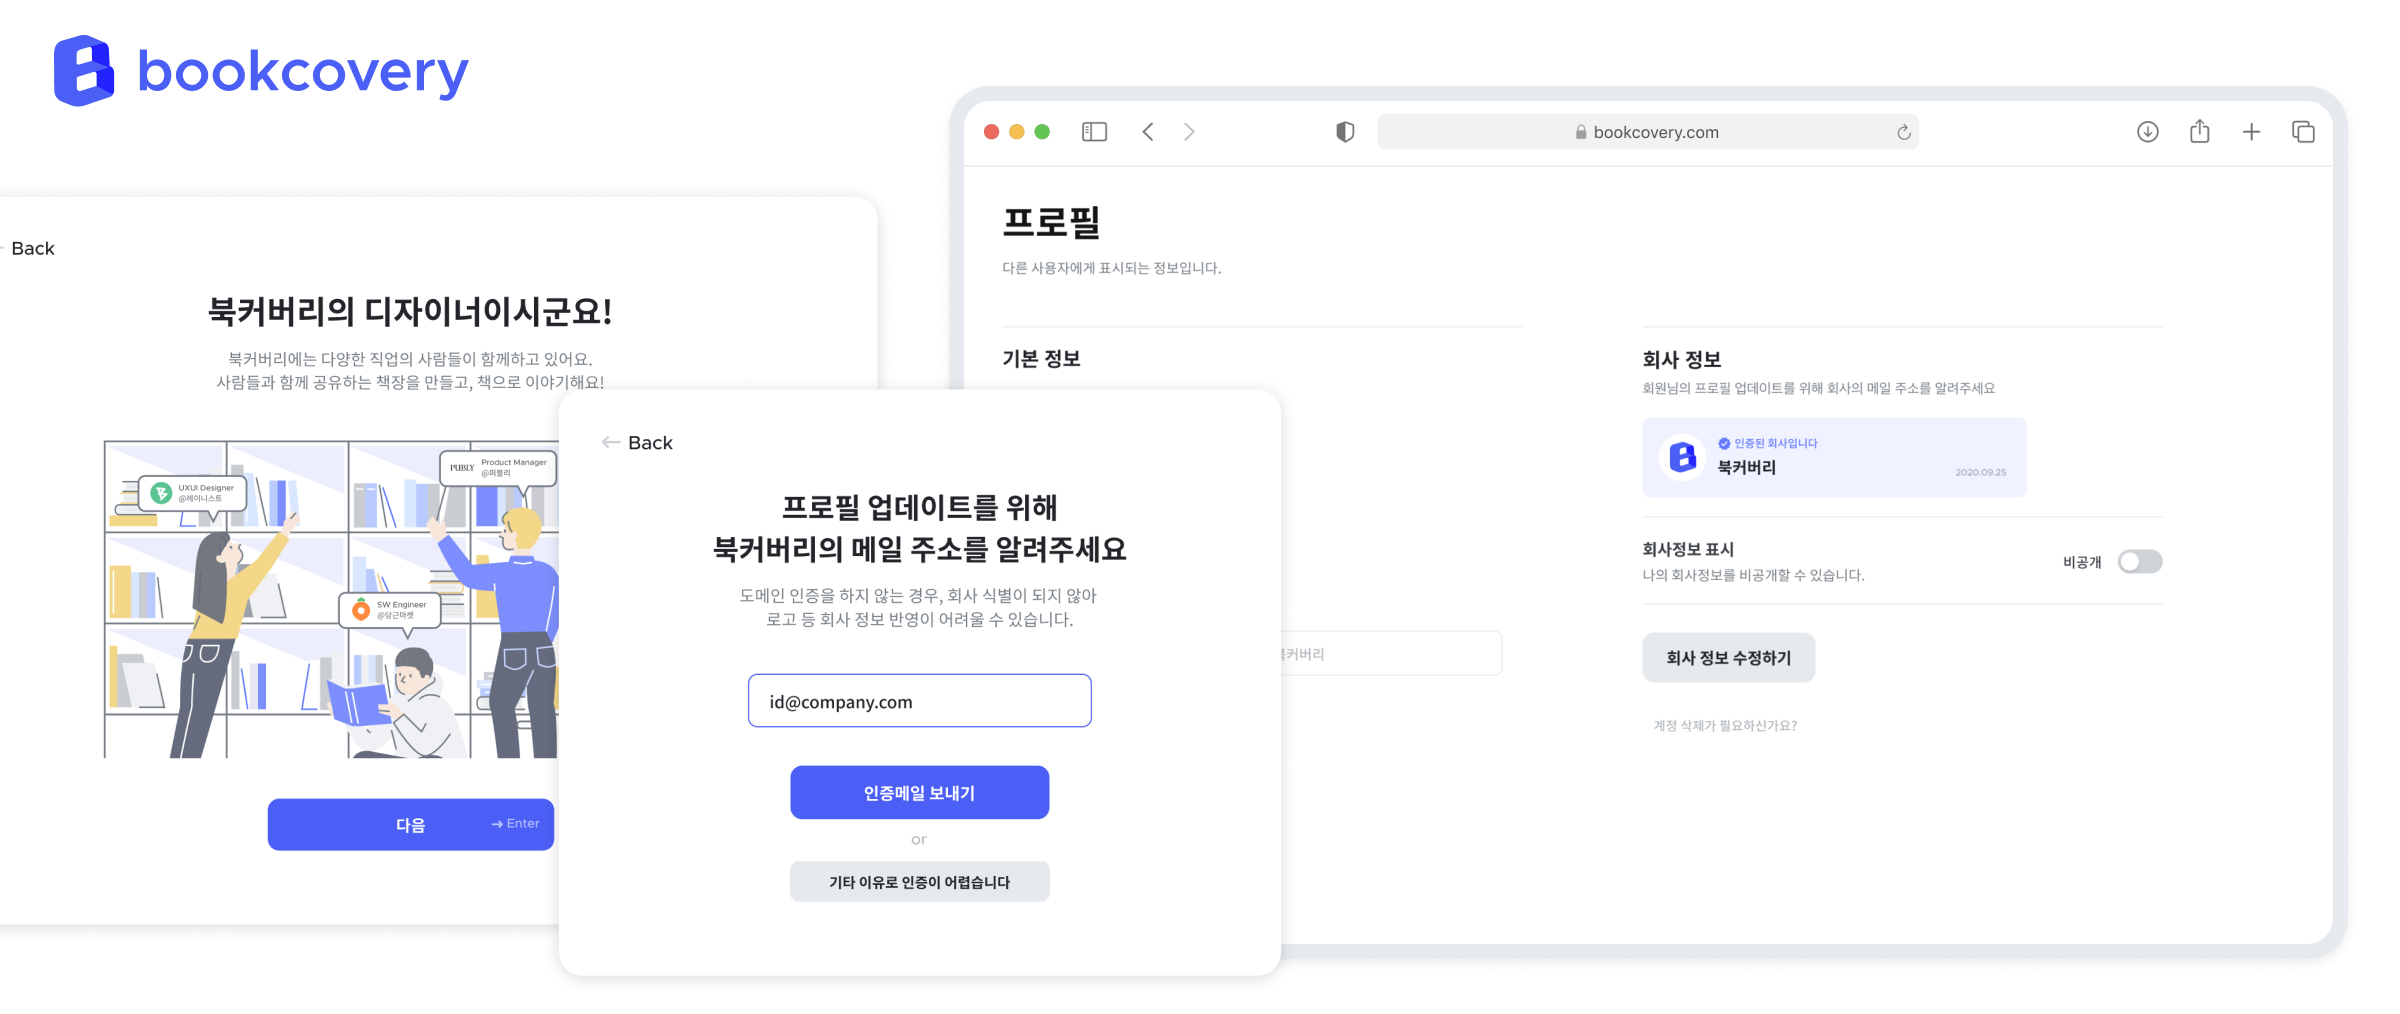 bookcovery
Back
북커버리의 디자이너이시군요!
북커버리에는 다양한 직업의 사람들이 함께하고 있어요.
사람들과 함께 공유하는 책장을 만들고, 책으로 이야기해요!
UXUI Designer
@레이니스트
PUBLY
Product Manager
@퍼블리
SW Engineer
@당근마켓
다음
→ Enter
← Back
프로필 업데이트를 위해
북커버리의 메일 주소를 알려주세요
도메인 인증을 하지 않는 경우, 회사 식별이 되지 않아
로고 등 회사 정보 반영이 어려울 수 있습니다.
id@company.com
인증메일 보내기
or
기타 이유로 인증이 어렵습니다
bookcovery.com
프로필
다른 사용자에게 표시되는 정보입니다.
기본 정보
커버리
회사 정보
회원님의 프로필 업데이트를 위해 회사의 메일 주소를 알려주세요
인증된 회사입니다
북커버리
2020.09.25
회사정보 표시
나의 회사정보를 비공개할 수 있습니다.
비공개
회사 정보 수정하기
계정 삭제가 필요하신가요?